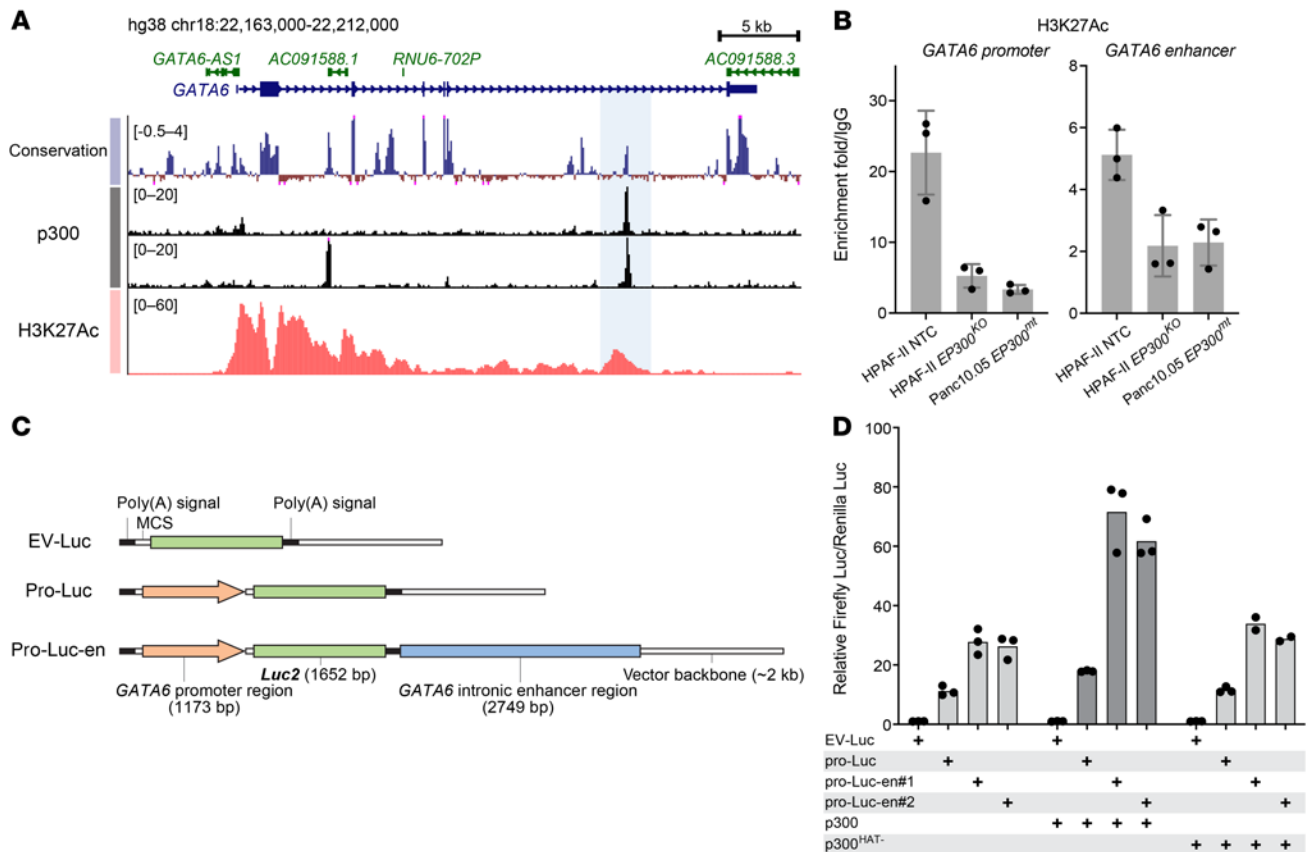 A
hg38 chr18:22,163,000-22,212,000
5 kb
GATA6-AS1 AC091588.1 RNU6-702P AC091588.3
GATA6
Conservation
[-0.5–4]
p300
[0–20]
[0–20]
H3K27Ac
[0–60]
B
H3K27Ac
GATA6 promoter
GATA6 enhancer
Enrichment fold/IgG
30
20
10
0
8
6
4
2
0
HPAF-II NTC
HPAF-II EP300KO
Panc10.05 EP300mt
HPAF-II NTC
HPAF-II EP300KO
Panc10.05 EP300mt
C
Poly(A) signal
Poly(A) signal
MCS
EV-Luc
Pro-Luc
Pro-Luc-en
GATA6 promoter region
(1173 bp)
Luc2 (1652 bp)
GATA6 intronic enhancer region
(2749 bp)
Vector backbone (~2 kb)
D
Relative Firefly Luc/Renilla Luc
100
80
60
40
20
0
EV-Luc + + +
pro-Luc + + +
pro-Luc-en#1 + + +
pro-Luc-en#2 + + +
p300 + + + +
p300HAT- + + + +